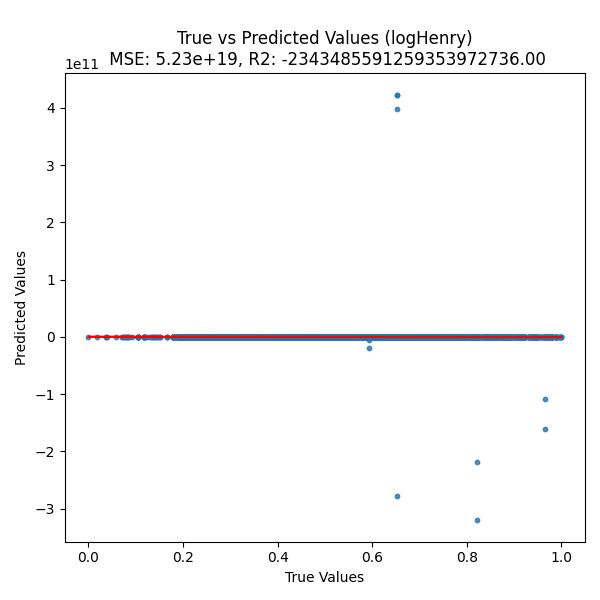 True vs Predicted Values (logHenry)
MSE: 5.23e+19, R2: -2343485591259353972736.00
1e11
4
3
2
1
0
−1
−2
−3
Predicted Values
0.0 0.2 0.4 0.6 0.8 1.0
True Values